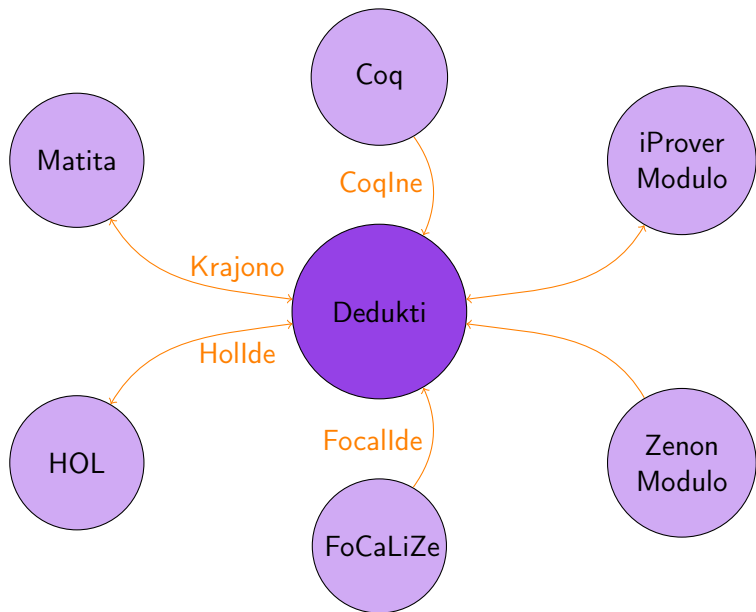 Coq
iProver
Modulo
Matita
CoqIne
Krajono
Dedukti
HolIde
FocalIde
Zenon
Modulo
HOL
FoCaLiZe